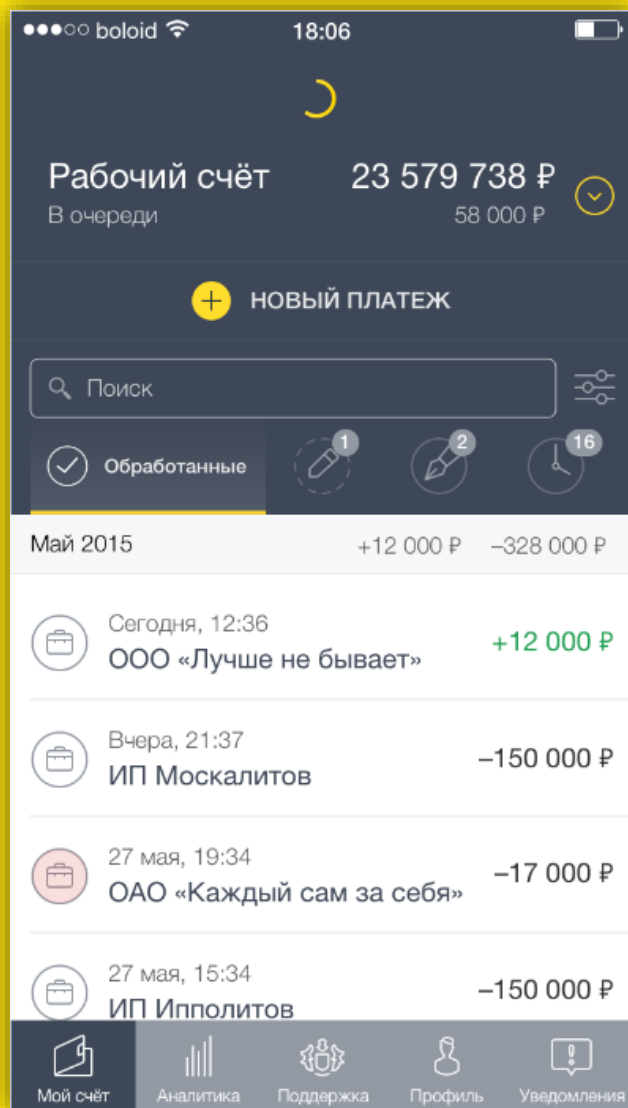 boloid 18:06
Рабочий счёт 23 579 738 ₽
В очереди 58 000 ₽
НОВЫЙ ПЛАТЕЖ
Поиск
Обработанные 1 2 16
Май 2015 +12 000 ₽ –328 000 ₽
Сегодня, 12:36
ООО «Лучше не бывает» +12 000 ₽
Вчера, 21:37
ИП Москалитов –150 000 ₽
27 мая, 19:34
ОАО «Каждый сам за себя» –17 000 ₽
27 мая, 15:34
ИП Ипполитов –150 000 ₽
Мой счёт Аналитика Поддержка Профиль Уведомления